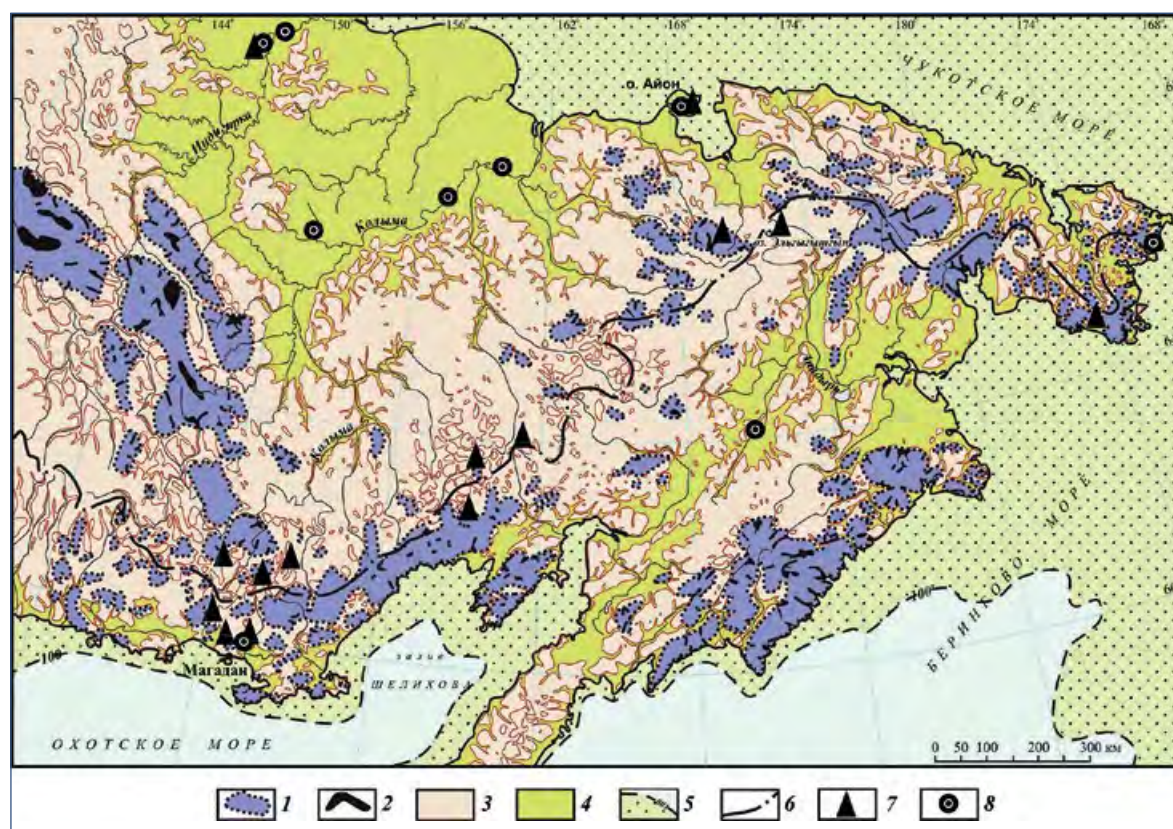 144° 150° 156° 162° 168° 174° 180° 174° 168°
ЧУКОТСКОЕ МОРЕ
о. Айон
Индигирка
Колыма
оз. Эльгыгытгын
Анадырь
Колыма
БЕРИНГОВО МОРЕ
100
100
Магадан
залив
ШЕЛИХОВА
ОХОТСКОЕ МОРЕ
0 50 100 200 300 км
1 2 3 4 5 6 7 8